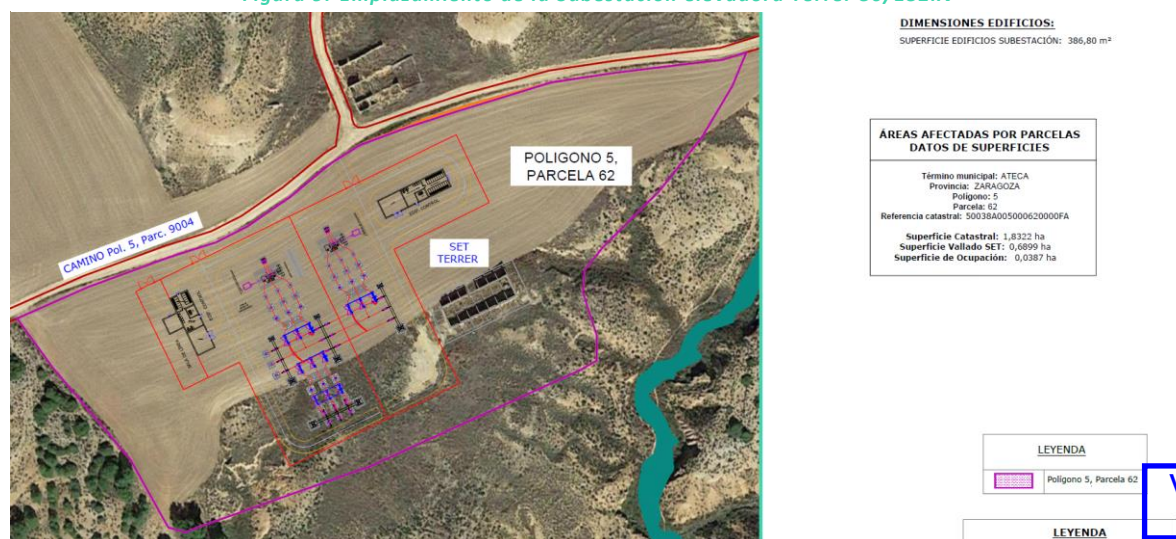 DIMENSIONES EDIFICIOS:
SUPERFICIE EDIFICIOS SUBESTACIÓN: 386,80 m²
POLIGONO 5,
PARCELA 62
CAMINO Pol. 5, Parc. 9004
SET
TERRER
ÁREAS AFECTADAS POR PARCELAS
DATOS DE SUPERFICIES
Término municipal: ATECA
Provincia: ZARAGOZA
Polígono: 5
Parcela: 62
Referencia catastral: 50038A005000620000FA
Superficie Catastral: 1,8322 ha
Superficie Vallado SET: 0,6899 ha
Superficie de Ocupación: 0,0387 ha
LEYENDA
Polígono 5, Parcela 62
LEYENDA